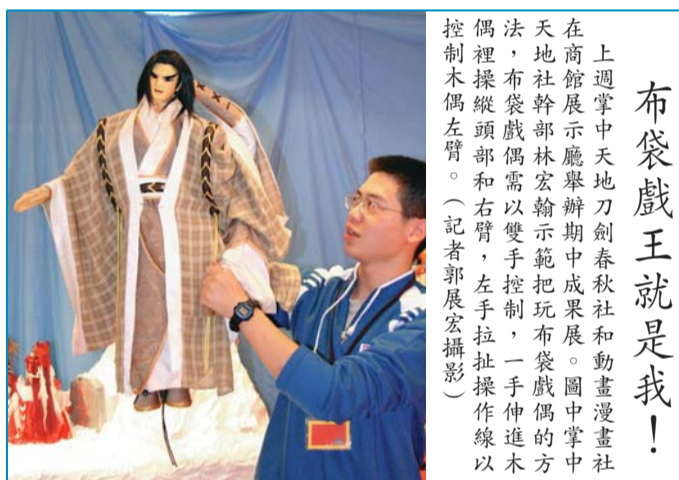 布袋戲王就是我！
上週掌中天地刀劍春秋社和動畫漫畫社
在商館展示廳舉辦期中成果展。圖中掌中
天地社幹部林宏翰示範把玩布袋戲偶的方
法，布袋戲偶需以雙手控制，一手伸進木
偶裡操縱頭部和右臂，左手拉扯操作線以
控制木偶左臂。（記者郭展宏攝影）